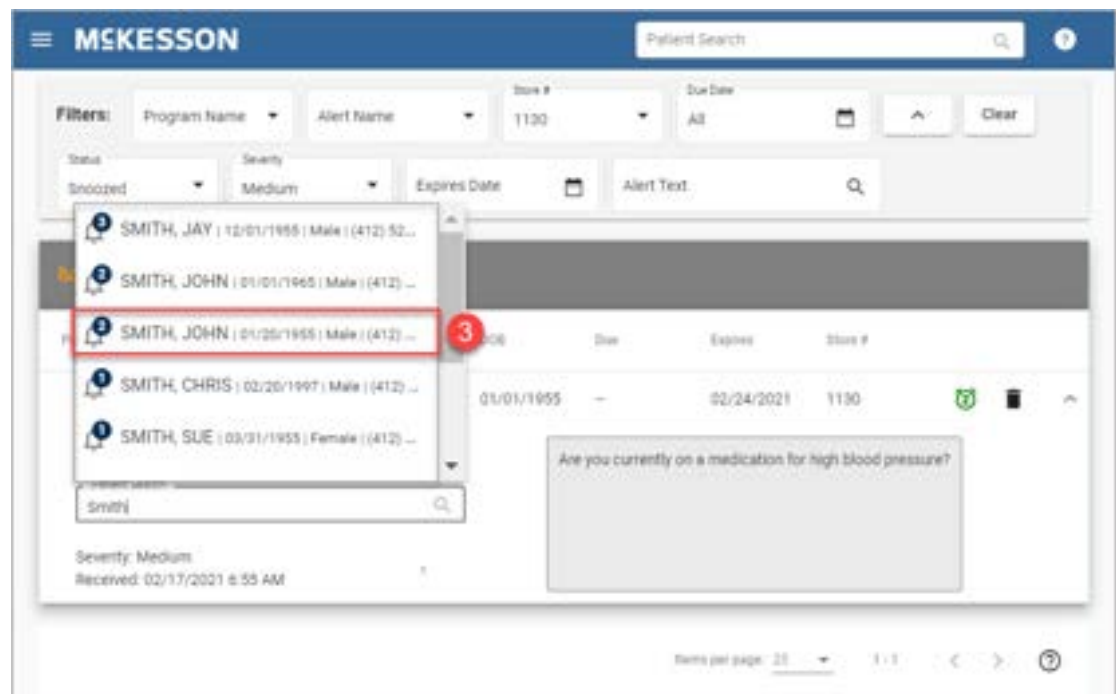 MCKESSON
Patient Search
?
Filters:
Program Name
Alert Name
Store #
1130
Due Date
All
Clear
Status
Snoozed
Severity
Medium
Expires Date
Alert Text
3 SMITH, JAY | 12/01/1955 | Male | (412) 52...
2 SMITH, JOHN | 01/01/1965 | Male | (412) ...
2 SMITH, JOHN | 01/20/1955 | Male | (412) ...
3
1 SMITH, CHRIS | 02/20/1997 | Male | (412) ...
SMITH, SUE | 03/31/1955 | Female | (412) ...
DOB
Due
Expires
Store #
01/01/1955
--
02/24/2021
1130
Are you currently on a medication for high blood pressure?
Patient Search
Smith
Severity: Medium
Received: 02/17/2021 6:55 AM
Items per page: 25
1-1
?